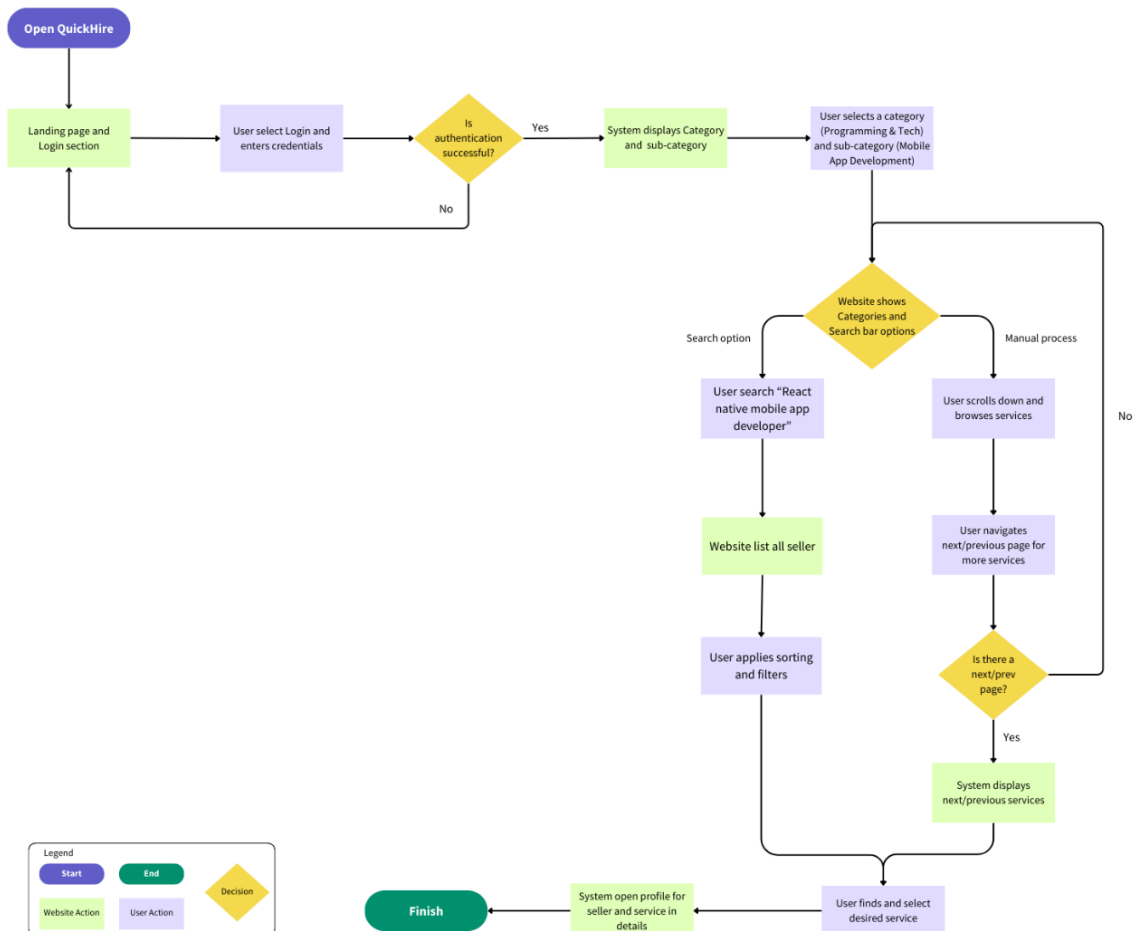 Open QuickHire
Landing page and
Login section
User select Login and
enters credentials
Is
authentication
successful?
Yes
System displays Category
and sub-category
User selects a category
(Programming & Tech)
and sub-category (Mobile
App Development)
No
Website shows
Categories and
Search bar options
Search option
Manual process
User search “React
native mobile app
developer”
User scrolls down and
browses services
No
Website list all seller
User navigates
next/previous page for
more services
User applies sorting
and filters
Is there a
next/prev
page?
Yes
System displays
next/previous services
Legend
Start
End
Decision
Website Action
User Action
Finish
System open profile for
seller and service in
details
User finds and select
desired service